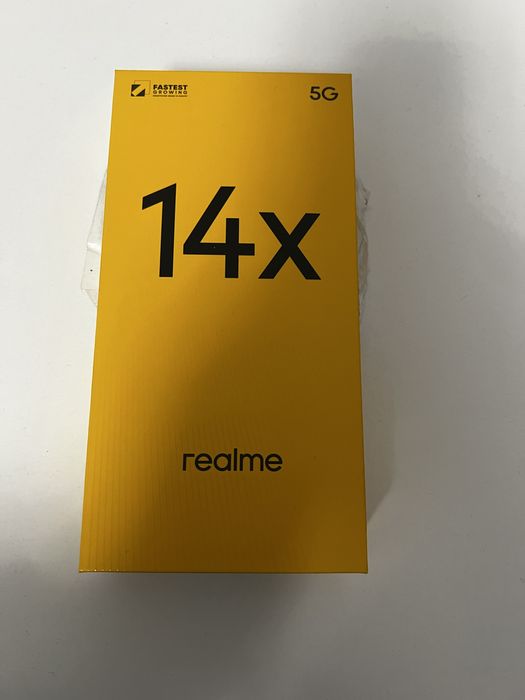 FASTEST
GROWING
5G
14x
realme